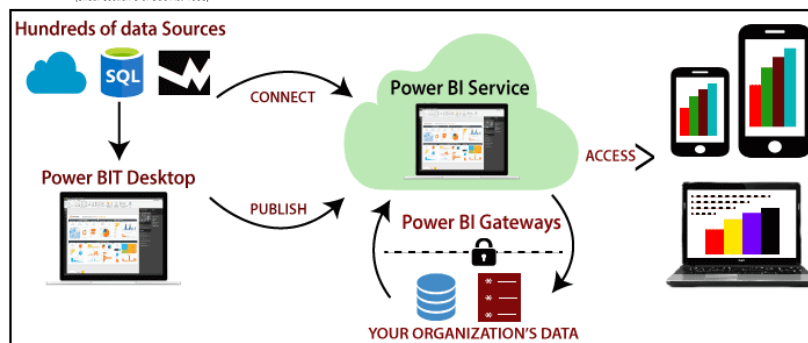 Hundreds of data Sources
SQL
CONNECT
Power BI Service
ACCESS
Power BIT Desktop
PUBLISH
Power BI Gateways
YOUR ORGANIZATION'S DATA